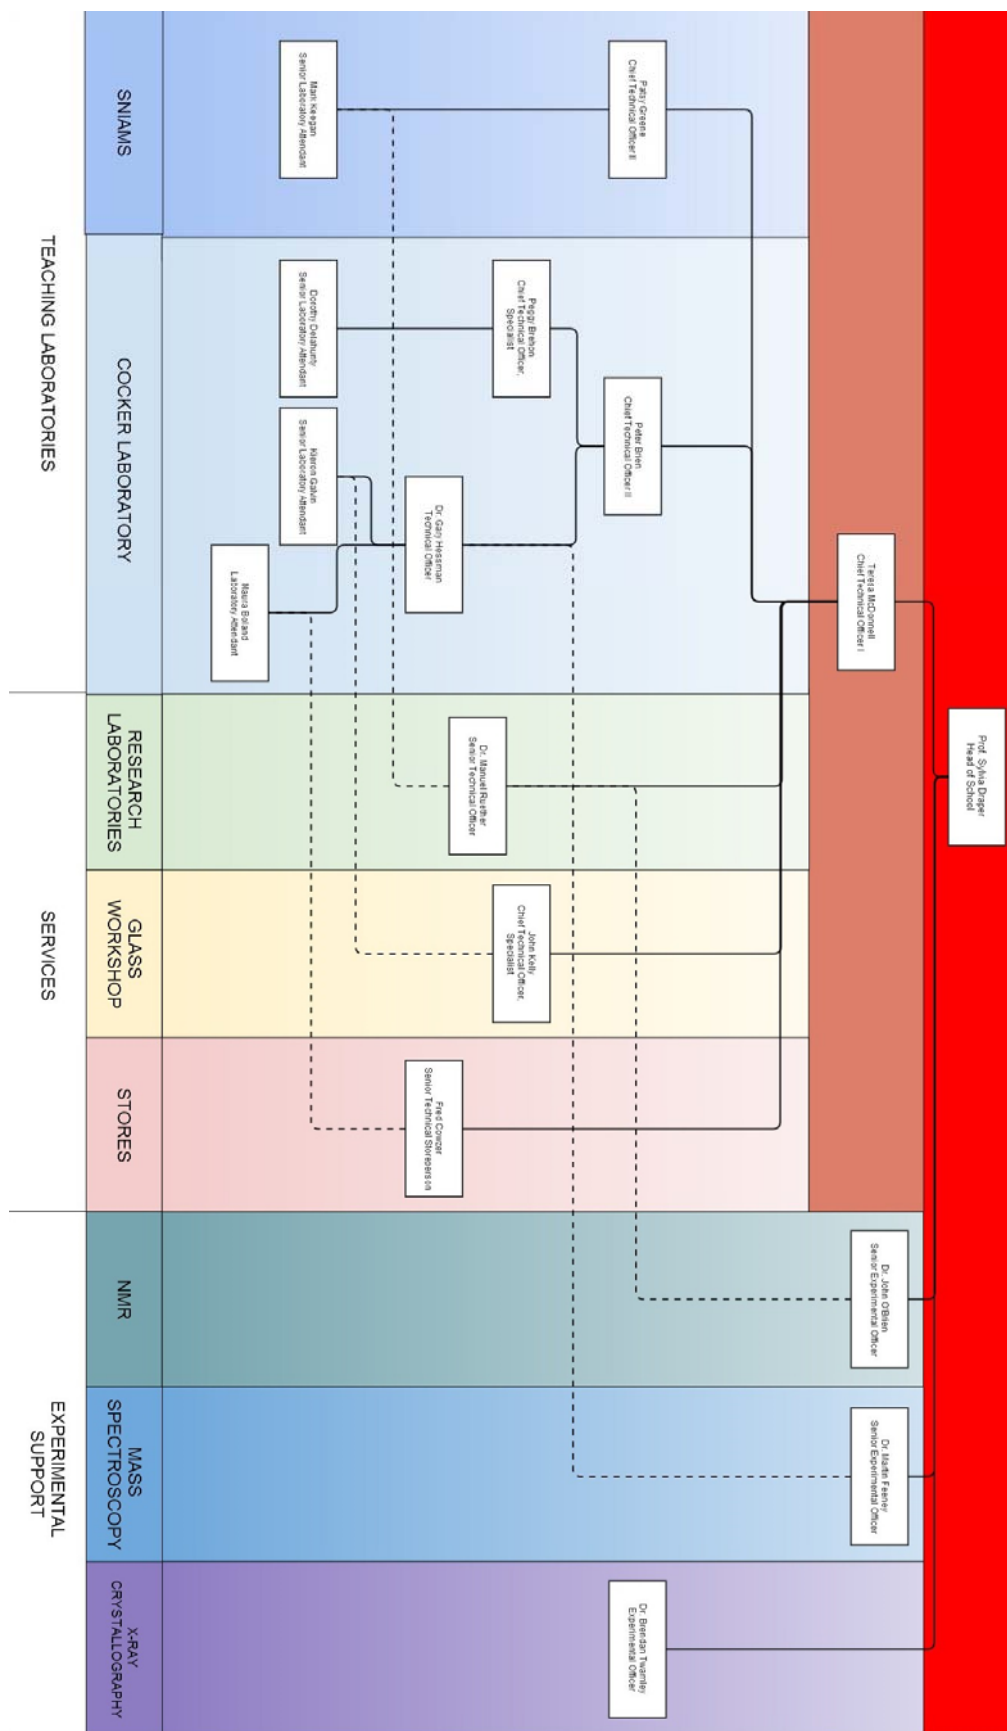 Prof. Sylvia Draper
Head of School
Teresa McDonnell
Chief Technical Officer I
Dr. John O'Brien
Senior Experimental Officer
Dr. Martin Feeney
Senior Experimental Officer
Patsy Greene
Chief Technical Officer II
Peter Brien
Chief Technical Officer II
Dr. Brendan Twamley
Experimental Officer
Peggy Brehon
Chief Technical Officer,
Specialist
John Kelly
Chief Technical Officer,
Specialist
Dr. Manuel Ruether
Senior Technical Officer
Dr. Gary Hessman
Technical Officer
Fred Cowzer
Senior Technical Storeperson
Mark Keegan
Senior Laboratory Attendant
Dorothy Delahunty
Senior Laboratory Attendant
Kieron Galvin
Senior Laboratory Attendant
Maura Boland
Laboratory Attendant
SNIAMS
COCKER LABORATORY
RESEARCH
LABORATORIES
GLASS
WORKSHOP
STORES
NMR
MASS
SPECTROSCOPY
X-RAY
CRYSTALLOGRAPHY
TEACHING LABORATORIES
SERVICES
EXPERIMENTAL
SUPPORT